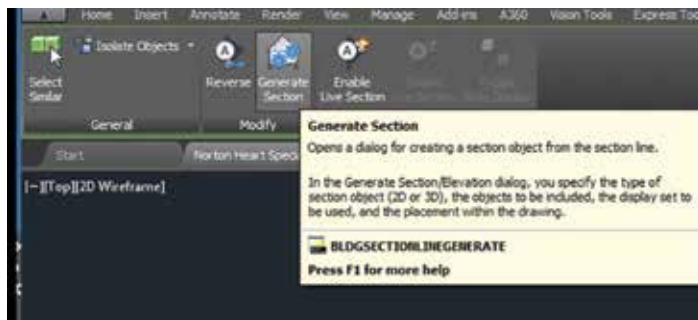 Home Insert Annotate Render View Manage Add-ins A360 Vision Tools Express Too
Isolate Objects
Select
Similar
Reverse
Generate
Section
Enable
Live Section
General
Modify
Start
Norton Heart Speci
[−][Top][2D Wireframe]
Generate Section
Opens a dialog for creating a section object from the section line.
In the Generate Section/Elevation dialog, you specify the type of
section object (2D or 3D), the objects to be included, the display set to
be used, and the placement within the drawing.
BLDGSECTIONLINEGENERATE
Press F1 for more help